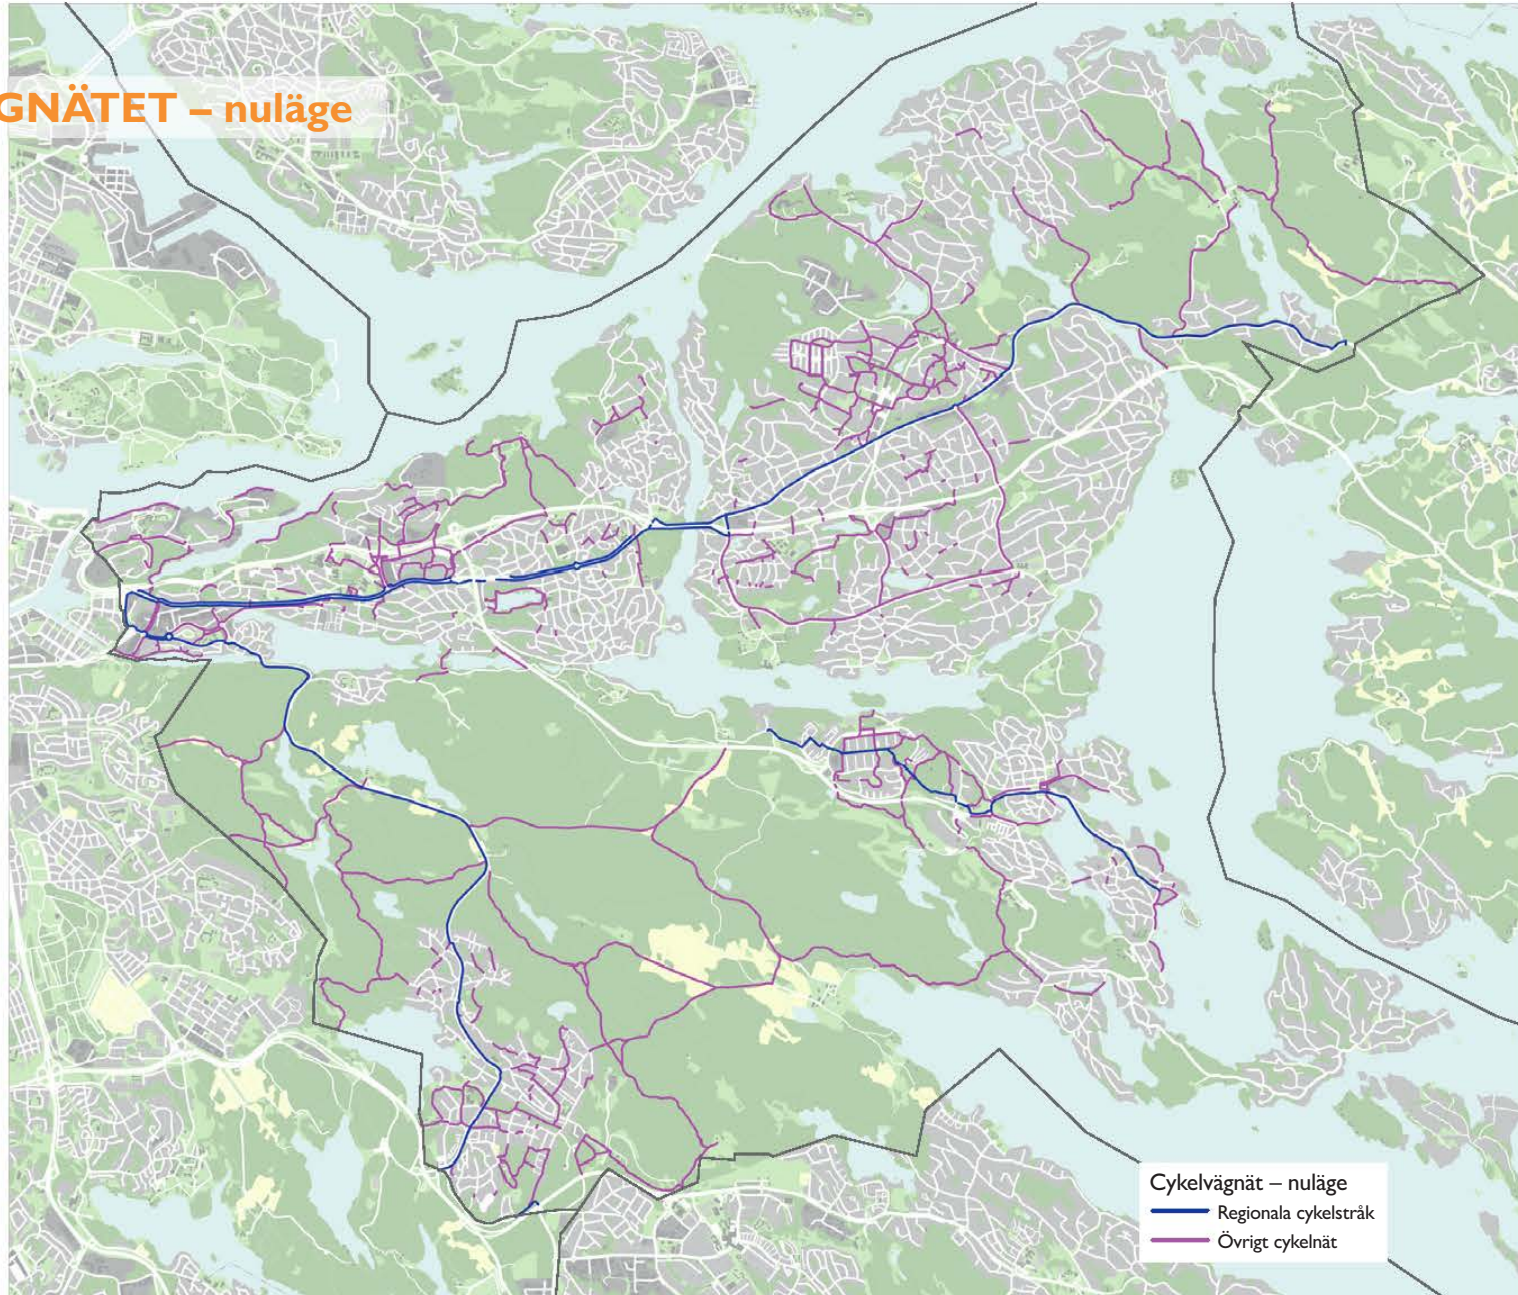 GNÄTET – nuläge
Cykelvägnät – nuläge
Regionala cykelstråk
Övrigt cykelnät